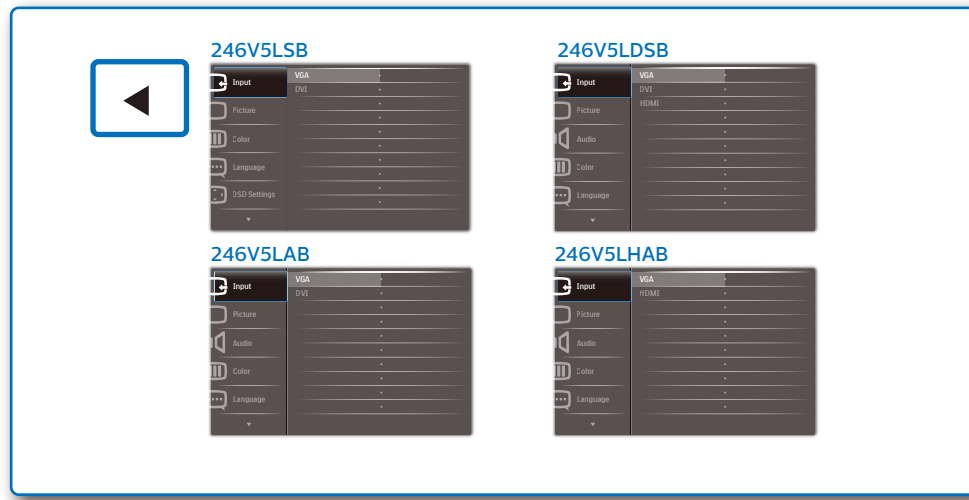 246V5LSB
Input
VGA
DVI
Picture
Color
Language
OSD Settings
246V5LDSB
Input
VGA
DVI
HDMI
Picture
Audio
Color
Language
246V5LAB
Input
VGA
DVI
Picture
Audio
Color
Language
246V5LHAB
Input
VGA
HDMI
Picture
Audio
Color
Language